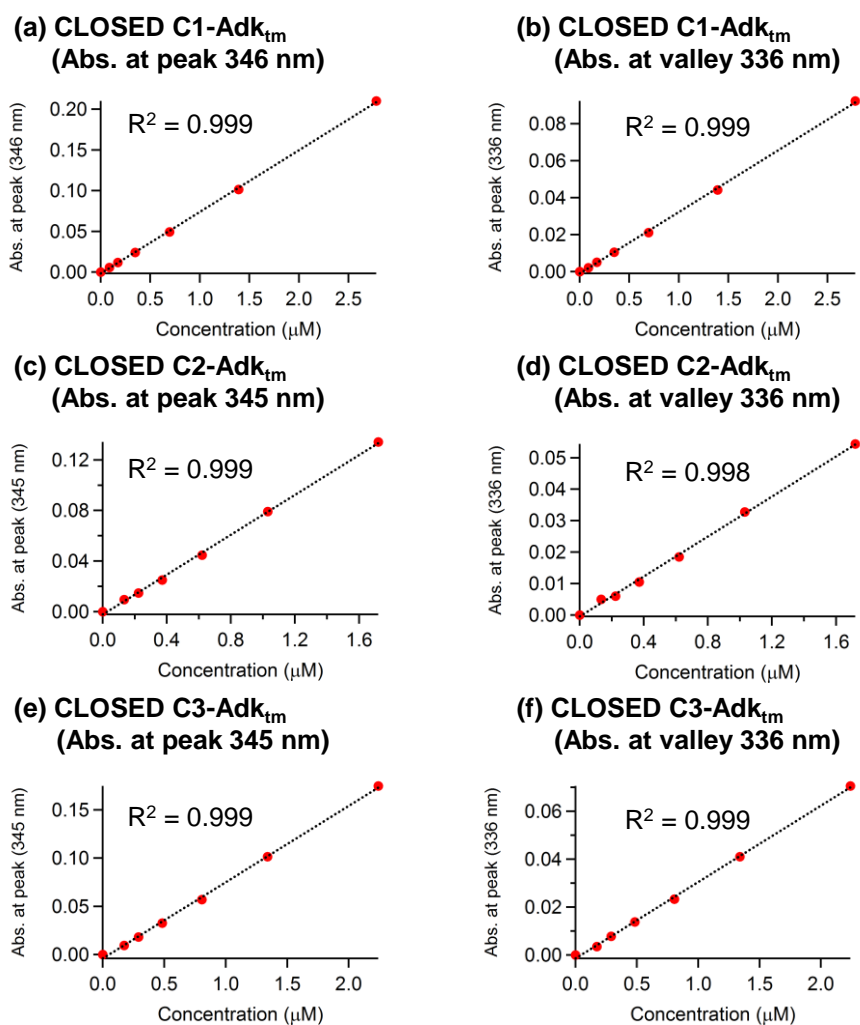 (a) CLOSED C1-Adktm
(Abs. at peak 346 nm)
R2 = 0.999
Abs. at peak (346 nm)
0.20
0.15
0.10
0.05
0.00
0.0 0.5 1.0 1.5 2.0 2.5
Concentration (μM)
(b) CLOSED C1-Adktm
(Abs. at valley 336 nm)
R2 = 0.999
Abs. at peak (336 nm)
0.08
0.06
0.04
0.02
0.00
0.0 0.5 1.0 1.5 2.0 2.5
Concentration (μM)
(c) CLOSED C2-Adktm
(Abs. at peak 345 nm)
R2 = 0.999
Abs. at peak (345 nm)
0.12
0.08
0.04
0.00
0.0 0.4 0.8 1.2 1.6
Concentration (μM)
(d) CLOSED C2-Adktm
(Abs. at valley 336 nm)
R2 = 0.998
Abs. at peak (336 nm)
0.05
0.04
0.03
0.02
0.01
0.00
0.0 0.4 0.8 1.2 1.6
Concentration (μM)
(e) CLOSED C3-Adktm
(Abs. at peak 345 nm)
R2 = 0.999
Abs. at peak (345 nm)
0.15
0.10
0.05
0.00
0.0 0.5 1.0 1.5 2.0
Concentration (μM)
(f) CLOSED C3-Adktm
(Abs. at valley 336 nm)
R2 = 0.999
Abs. at peak (336 nm)
0.06
0.04
0.02
0.00
0.0 0.5 1.0 1.5 2.0
Concentration (μM)